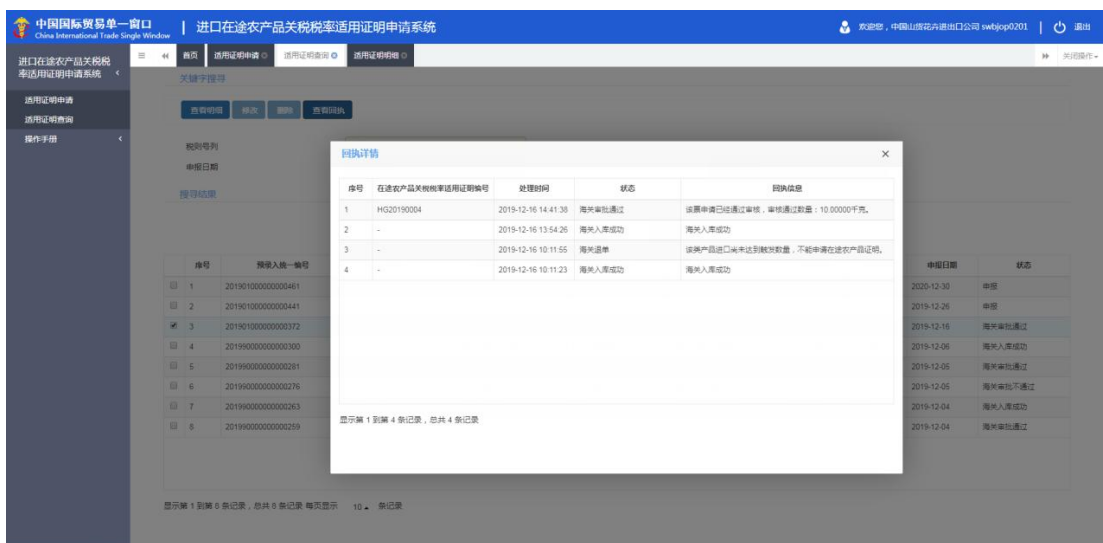 中国国际贸易单一窗口
China International Trade Single Window
进口在途农产品关税税率适用证明申请系统
欢迎您，中国山货花卉进出口公司 swbjop0201
退出
进口在途农产品关税税率适用证明申请系统
首页 适用证明申请 适用证明查询 适用证明明细 关闭操作
适用证明申请
适用证明查询
操作手册
关键字搜寻
查看明细 修改 删除 查看回执
税则号列
申报日期
搜寻结果
回执详情
序号 在途农产品关税税率适用证明编号 处理时间 状态 回执信息
1 HG20190004 2019-12-16 14:41:38 海关审批通过 该票申请已经通过审核，审核通过数量：10.00000千克。
2 - 2019-12-16 13:54:26 海关入库成功 海关入库成功
3 - 2019-12-16 10:11:55 海关退单 该类产品进口尚未达到触发数量，不能申请在途农产品证明。
4 - 2019-12-16 10:11:23 海关入库成功 海关入库成功
显示第 1 到第 4 条记录，总共 4 条记录
序号 预录入统一编号 申报日期 状态
1 201901000000000461 2020-12-30 申报
2 201901000000000441 2019-12-26 申报
3 201901000000000372 2019-12-16 海关审批通过
4 201990000000000300 2019-12-06 海关入库成功
5 201990000000000281 2019-12-05 海关审批通过
6 201990000000000276 2019-12-05 海关审批不通过
7 201990000000000263 2019-12-04 海关入库成功
8 201990000000000259 2019-12-04 海关审批通过
显示第 1 到第 8 条记录，总共 8 条记录 每页显示 10 条记录